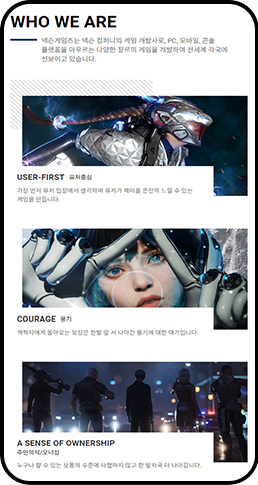 WHO WE ARE
넥슨게임즈는 넥슨 컴퍼니의 게임 개발사로, PC, 모바일, 콘솔
플랫폼을 아우르는 다양한 장르의 게임을 개발하여 전세계 각국에
선보이고 있습니다.
USER-FIRST 유저중심
가장 먼저 유저 입장에서 생각하며 유저가 재미를 온전히 느낄 수 있는
게임을 만듭니다.
COURAGE 용기
개척자에게 돌아오는 보상은 한발 앞 서 나아간 용기에 대한 대가입니다.
A SENSE OF OWNERSHIP
주인의식/오너십
누구나 할 수 있는 보통의 수준에 타협하지 않고 한 발자국 더 나아갑니다.